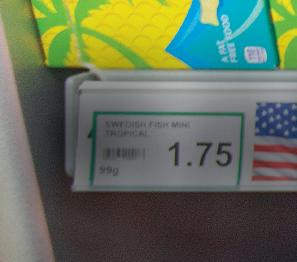 A FAT
FREE FOOD
SWEDISH FISH MINI
TROPICAL
1.75
99g